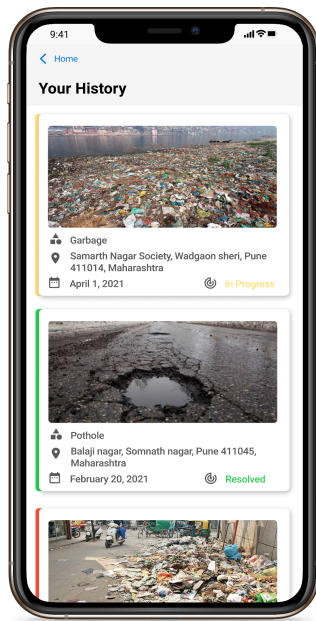 9:41
Home
Your History
Garbage
Samarth Nagar Society, Wadgaon sheri, Pune
411014, Maharashtra
April 1, 2021 In Progress
Pothole
Balaji nagar, Somnath nagar, Pune 411045,
Maharashtra
February 20, 2021 Resolved